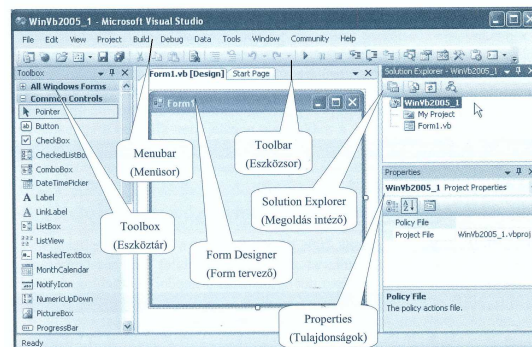 WinVb2005_1 - Microsoft Visual Studio
File Edit View Project Build Debug Data Tools Window Community Help
Toolbox
All Windows Forms
Common Controls
Pointer
Button
CheckBox
CheckedListBox
ComboBox
DateTimePicker
Label
LinkLabel
ListBox
ListView
MaskedTextBox
MonthCalendar
NotifyIcon
NumericUpDown
PictureBox
ProgressBar
Ready
Form1.vb [Design] Start Page
Form1
Menubar
(Menüsor)
Toolbar
(Eszközsor)
Toolbox
(Eszköztár)
Form Designer
(Form tervező)
Solution Explorer
(Megoldás intéző)
Properties
(Tulajdonságok)
Solution Explorer - WinVb2005_1
WinVb2005_1
My Project
Form1.vb
Properties
WinVb2005_1 Project Properties
Policy File
Project File WinVb2005_1.vbproj
Policy File
The policy actions file.